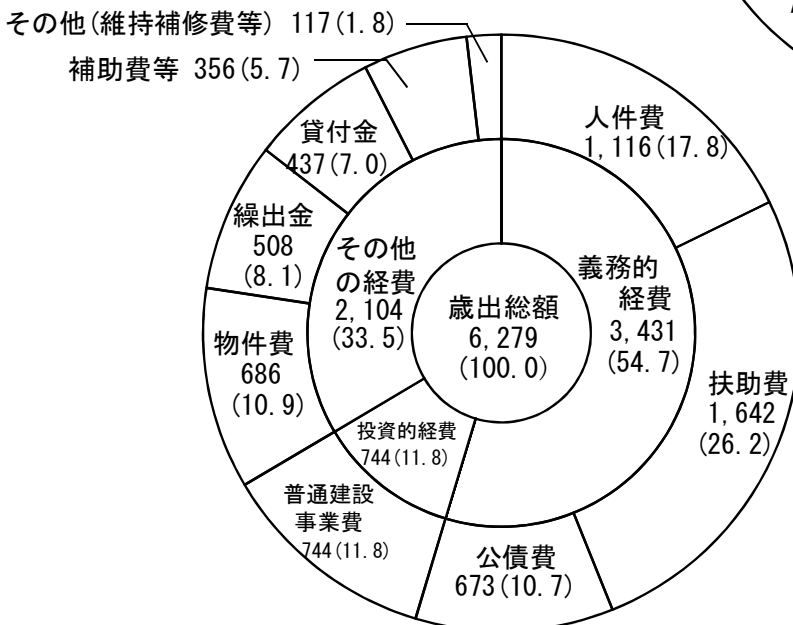 その他(維持補修費等) 117(1.8)
補助費等 356(5.7)
貸付金
437(7.0)
繰出金
508
(8.1)
物件費
686
(10.9)
普通建設
事業費
744(11.8)
公債費
673(10.7)
扶助費
1,642
(26.2)
人件費
1,116(17.8)
その他
の経費
2,104
(33.5)
投資的経費
744(11.8)
義務的
経費
3,431
(54.7)
歳出総額
6,279
(100.0)